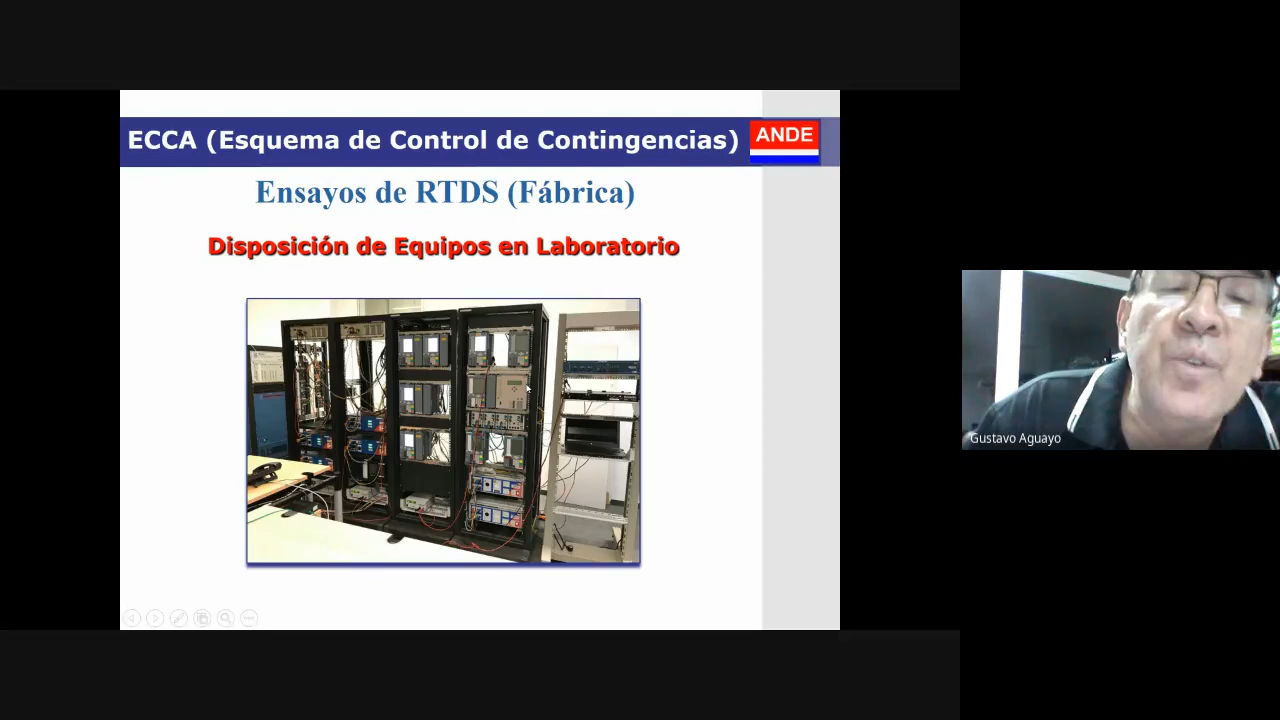 ECCA (Esquema de Control de Contingencias)
ANDE
Ensayos de RTDS (Fábrica)
Disposición de Equipos en Laboratorio
Gustavo Aguayo